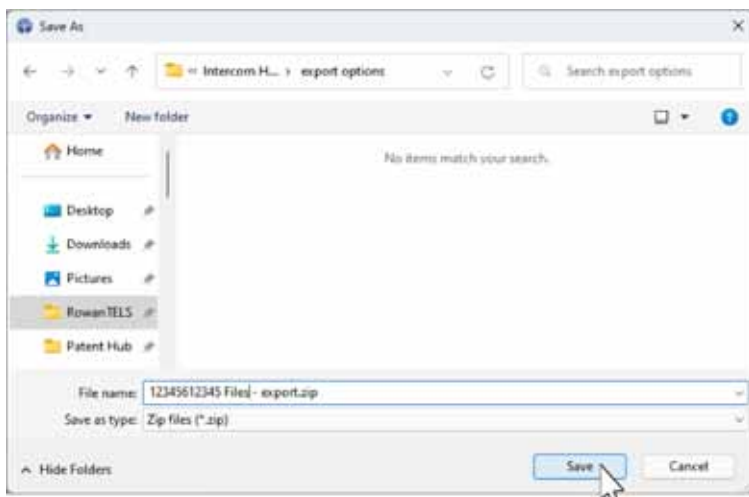 Save As
Intercom H... › export options
Search export options
Organize
New folder
Home
No items match your search.
Desktop
Downloads
Pictures
RowanTELS
Patent Hub
File name: 12345612345 Files - export.zip
Save as type: Zip files (*.zip)
Hide Folders
Save
Cancel